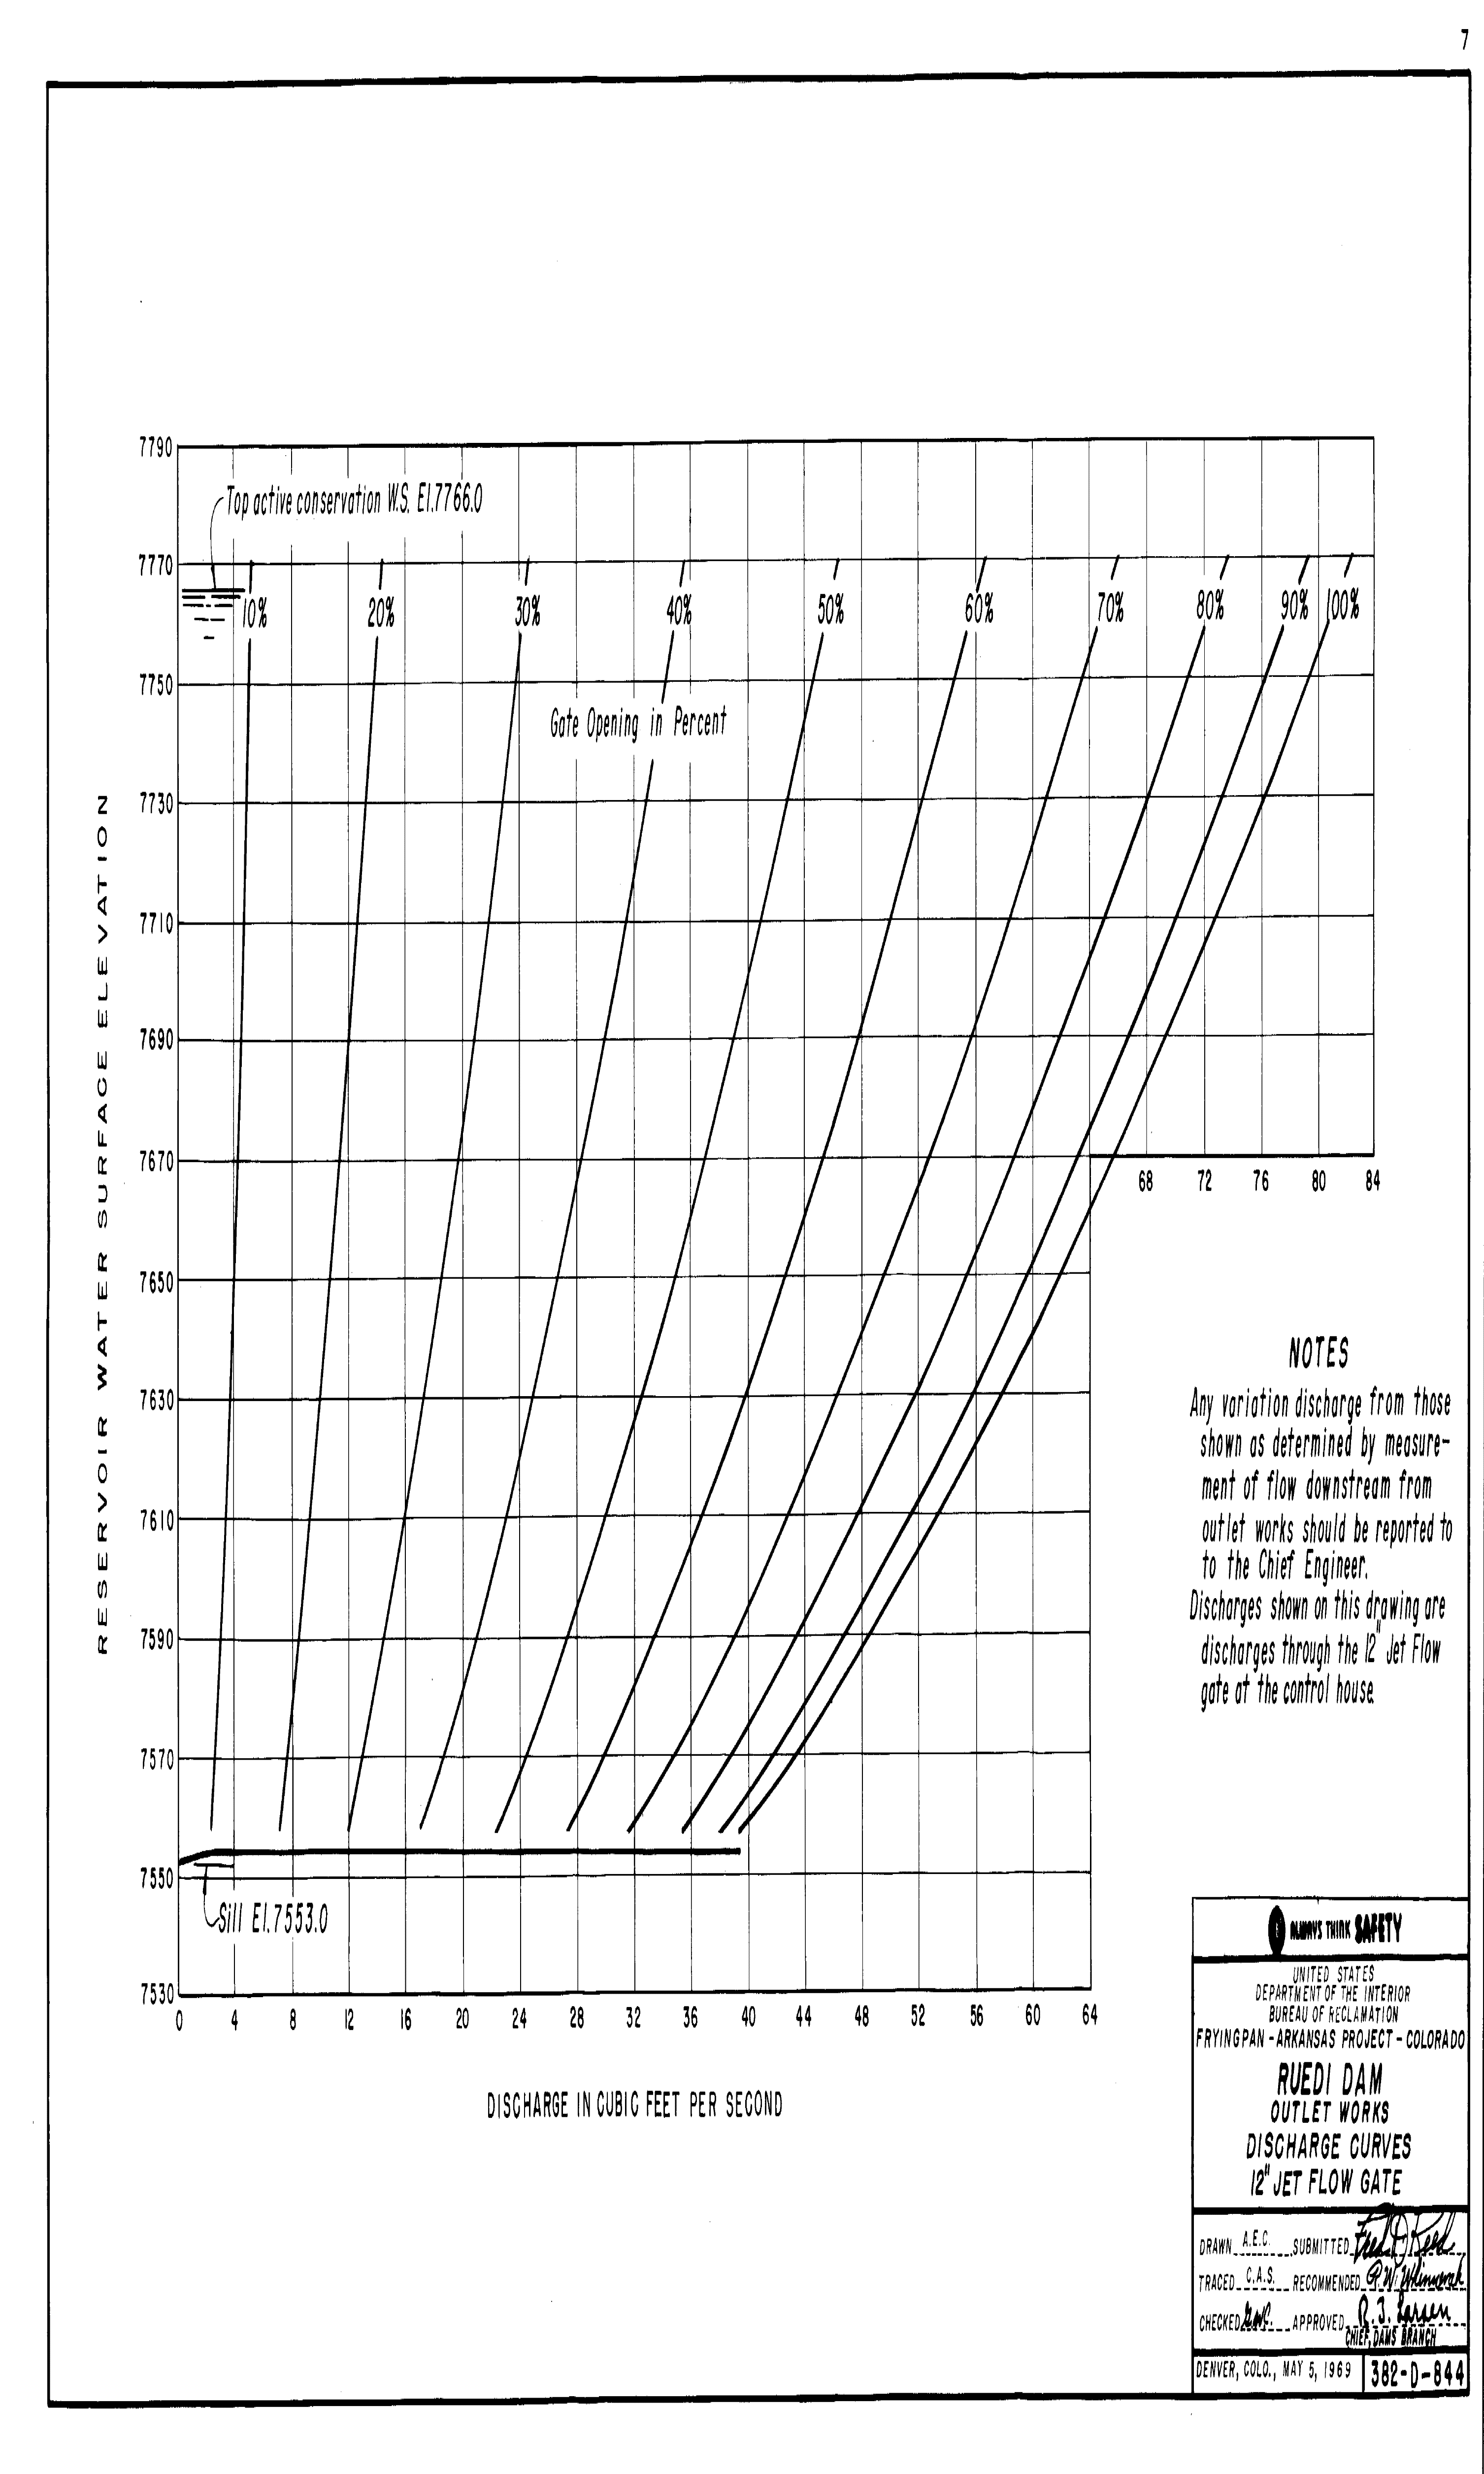 7
7790
Top active conservation W.S. El.7766.0
7770
10% 20% 30% 40% 50% 60% 70% 80% 90% 100%
7750
Gate Opening in Percent
7730
7710
7690
7670
68 72 76 80 84
7650
7630
7610
7590
7570
7550
Sill El.7553.0
7530
0 4 8 12 16 20 24 28 32 36 40 44 48 52 56 60 64
RESERVOIR WATER SURFACE ELEVATION
DISCHARGE IN CUBIC FEET PER SECOND
NOTES
Any variation discharge from those
shown as determined by measure-
ment of flow downstream from
outlet works should be reported to
to the Chief Engineer.
Discharges shown on this drawing are
discharges through the 12" Jet Flow
gate at the control house.
ALWAYS THINK SAFETY
UNITED STATES
DEPARTMENT OF THE INTERIOR
BUREAU OF RECLAMATION
FRYINGPAN-ARKANSAS PROJECT-COLORADO
RUEDI DAM
OUTLET WORKS
DISCHARGE CURVES
12" JET FLOW GATE
DRAWN A.E.C. SUBMITTED Fred D Reed
TRACED C.A.S. RECOMMENDED
CHECKED APPROVED R. J. Larsen
CHIEF, DAMS BRANCH
DENVER, COLO., MAY 5, 1969 382-D-844